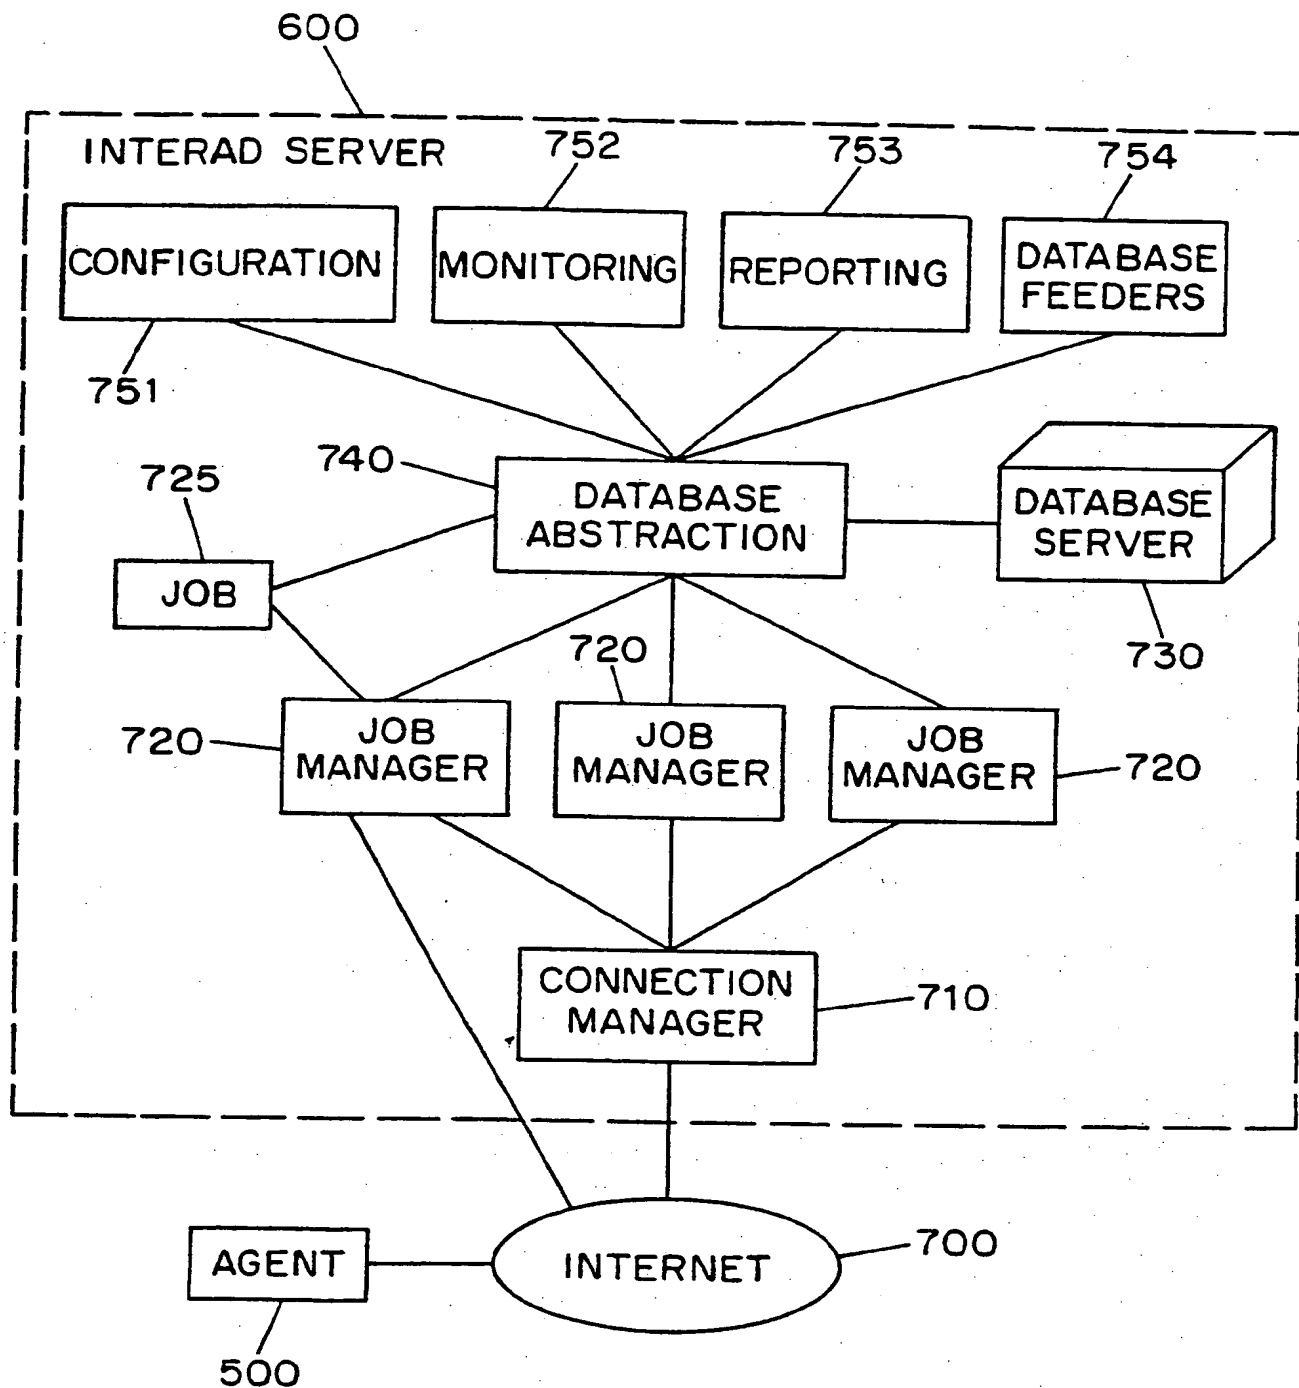 600
INTERAD SERVER
752
753
754
CONFIGURATION
MONITORING
REPORTING
DATABASE
FEEDERS
751
740
725
DATABASE
ABSTRACTION
DATABASE
SERVER
JOB
720
730
720
JOB
MANAGER
JOB
MANAGER
JOB
MANAGER
720
CONNECTION
MANAGER
710
AGENT
INTERNET
700
500